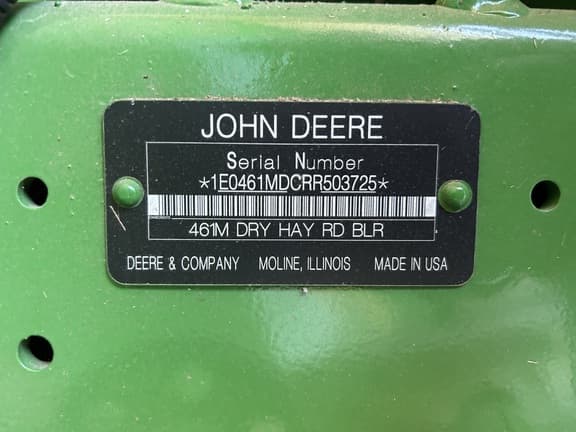 JOHN DEERE
Serial Number
*1E0461MDCRR503725*
461M DRY HAY RD BLR
DEERE & COMPANY MOLINE, ILLINOIS MADE IN USA